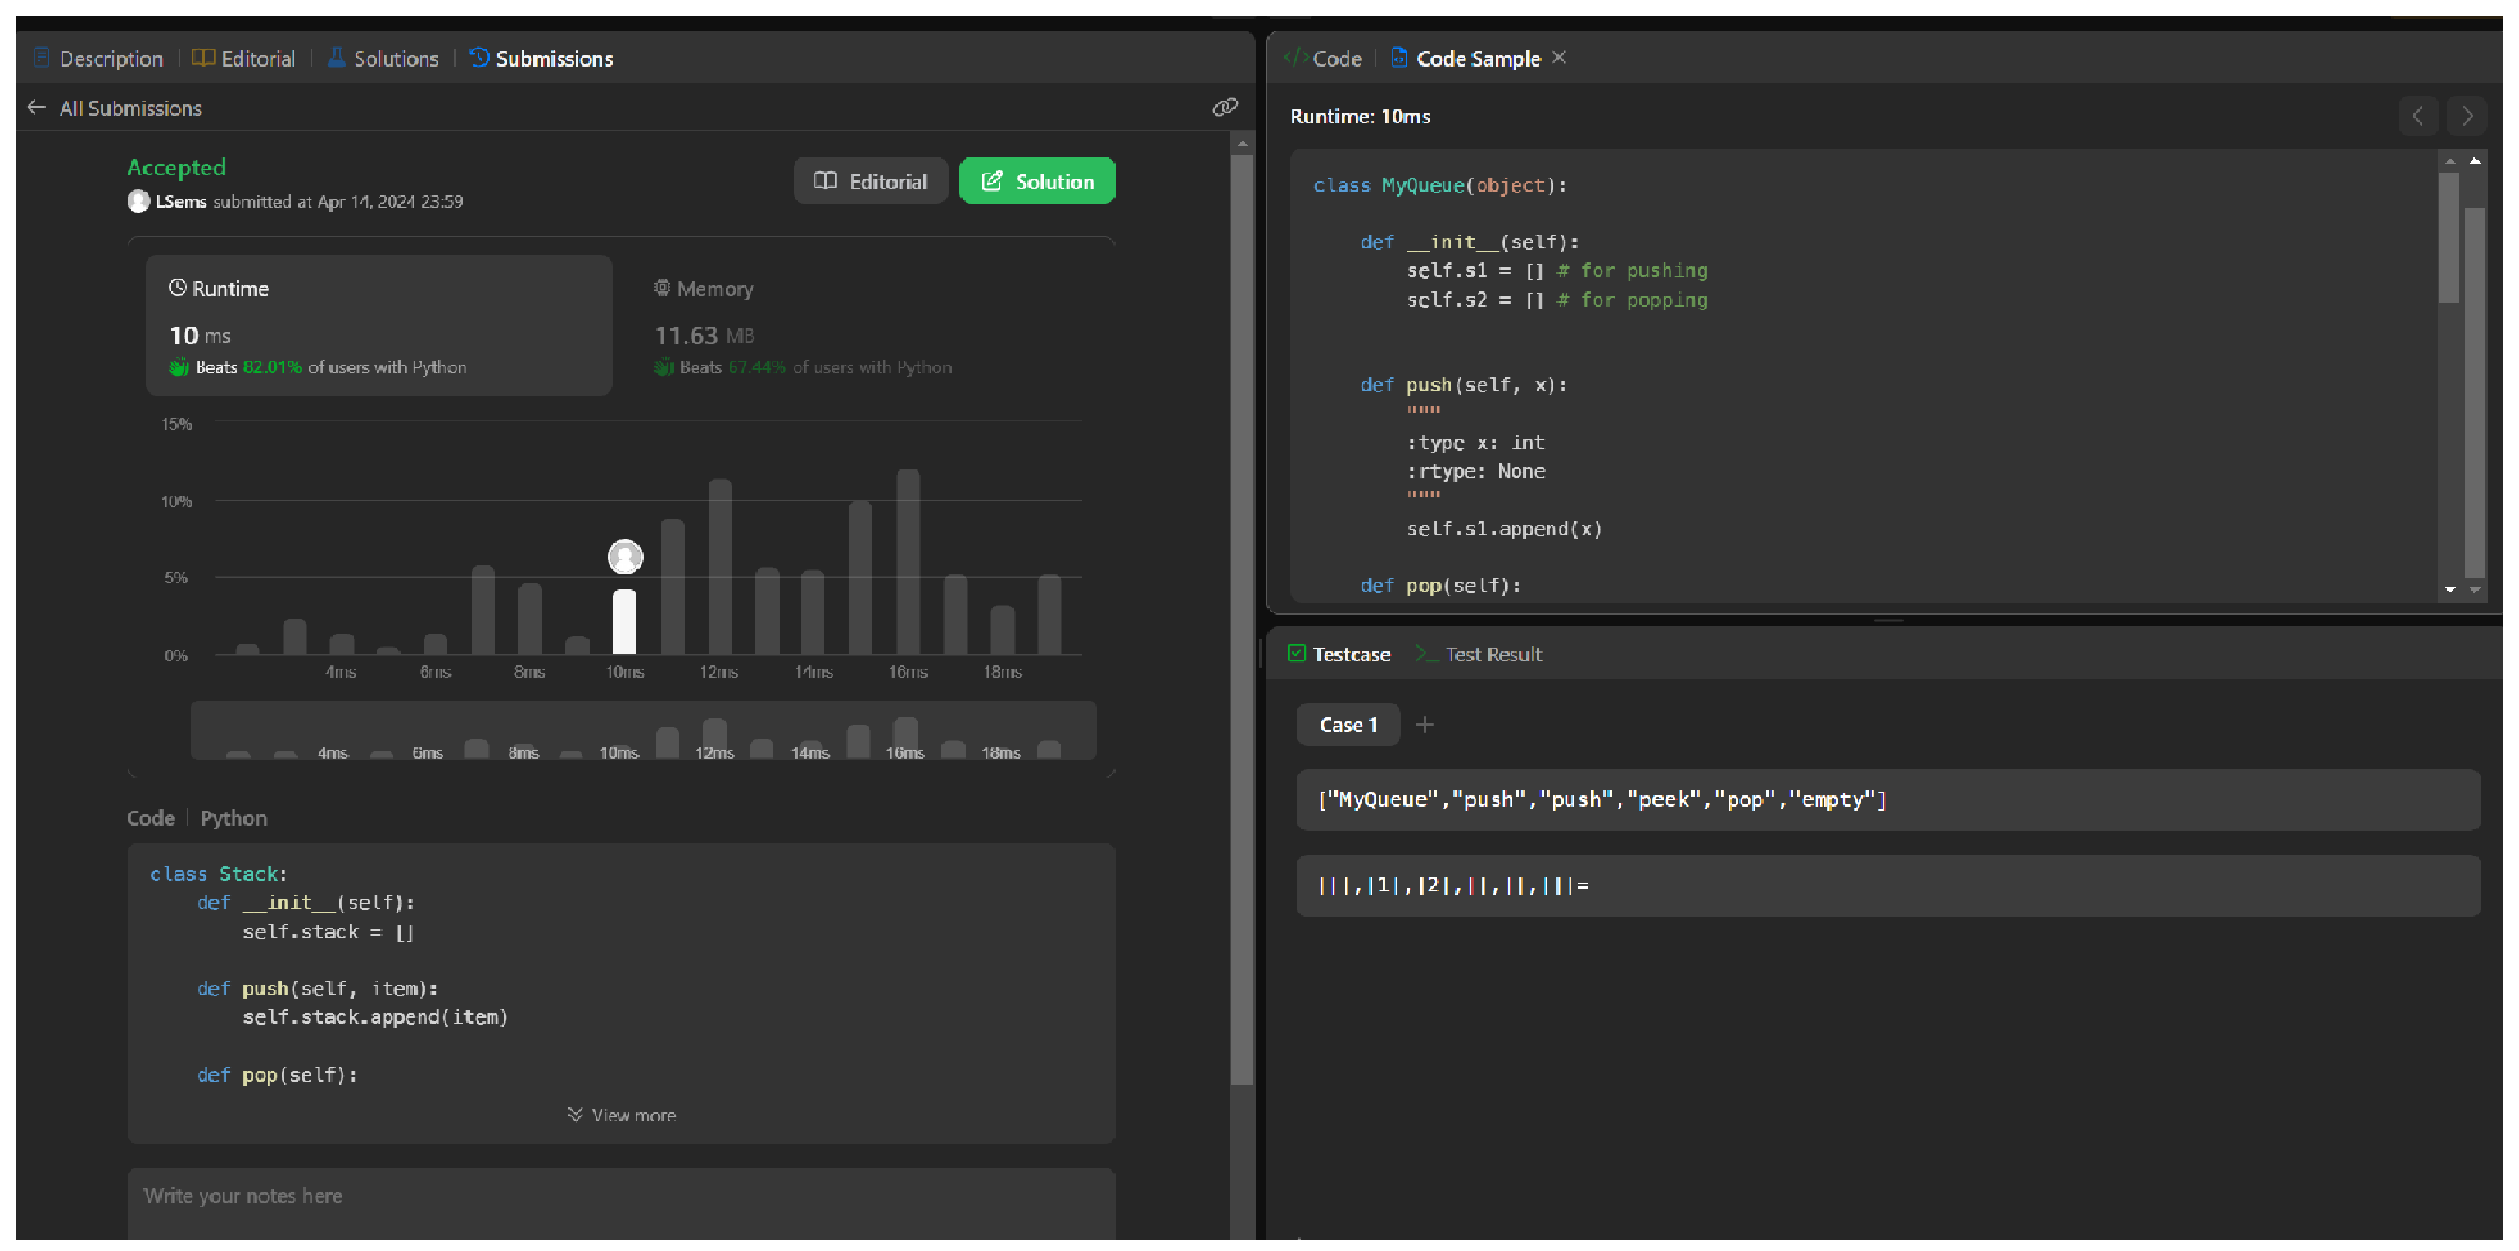 Description | Editorial | Solutions | Submissions
All Submissions
Accepted
LSems submitted at Apr 14, 2024 23:59
Editorial
Solution
Runtime
10 ms
Beats 82.01% of users with Python
Memory
11.63 MB
Beats 67.44% of users with Python
15%
10%
5%
0%
4ms 6ms 8ms 10ms 12ms 14ms 16ms 18ms
4ms 6ms 8ms 10ms 12ms 14ms 16ms 18ms
Code | Python
class Stack:
def __init__(self):
self.stack = []
def push(self, item):
self.stack.append(item)
def pop(self):
View more
Write your notes here
</> Code | Code Sample
Runtime: 10ms
class MyQueue(object):
def __init__(self):
self.s1 = [] # for pushing
self.s2 = [] # for popping
def push(self, x):
"""
:type x: int
:rtype: None
"""
self.s1.append(x)
def pop(self):
Testcase
>_ Test Result
Case 1 +
["MyQueue","push","push","peek","pop","empty"]
[[],[1],[2],[],[],[]]=